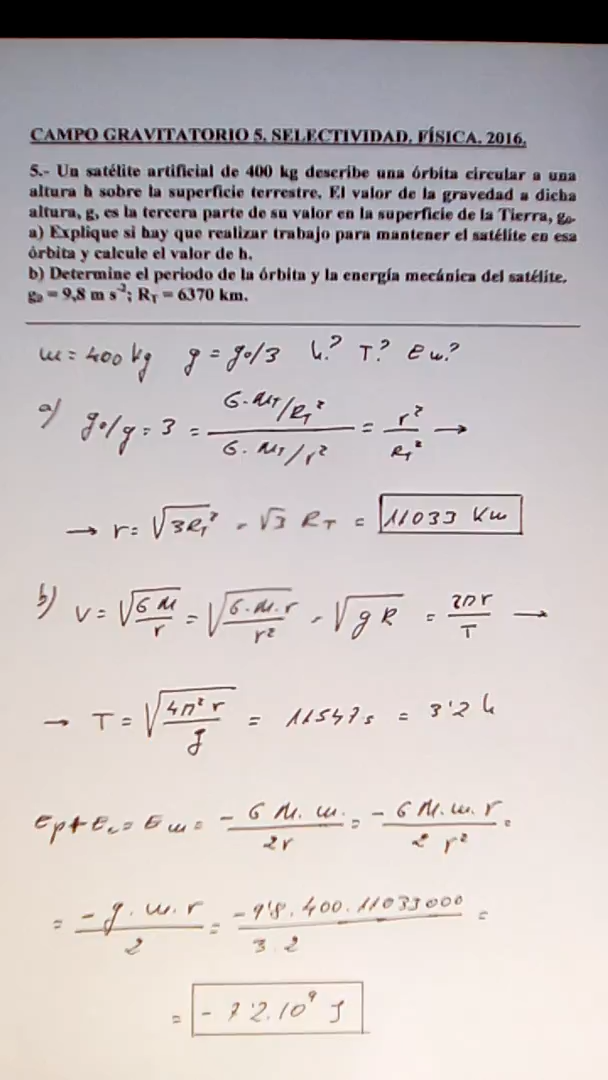 CAMPO GRAVITATORIO 5. SELECTIVIDAD. FÍSICA. 2016.
5.- Un satélite artificial de 400 kg describe una órbita circular a una
altura h sobre la superficie terrestre. El valor de la gravedad a dicha
altura, g, es la tercera parte de su valor en la superficie de la Tierra, g₀.
a) Explique si hay que realizar trabajo para mantener el satélite en esa
órbita y calcule el valor de h.
b) Determine el periodo de la órbita y la energía mecánica del satélite.
g₀ = 9,8 m s⁻²; R_T = 6370 km.
m = 400 kg g = g₀/3 h? T? Em?
a) g₀/g = 3 = (G·M_T/R_T²)/(G·M_T/r²) = r²/R_T² →
→ r = √(3R_T²) = √3 R_T = 11033 Km
b) v = √(GM/r) = √(G·M·r/r²) = √(gR) = 2πr/T →
→ T = √(4π²r/g) = 11547 s = 3'2 h
Ep+Ec = Em = -GM·m./2r = -GM·m·r/2 r² =
= -g·m·r/2 = -9'8·400·11033000/3·2 =
= -7'2·10⁹ J